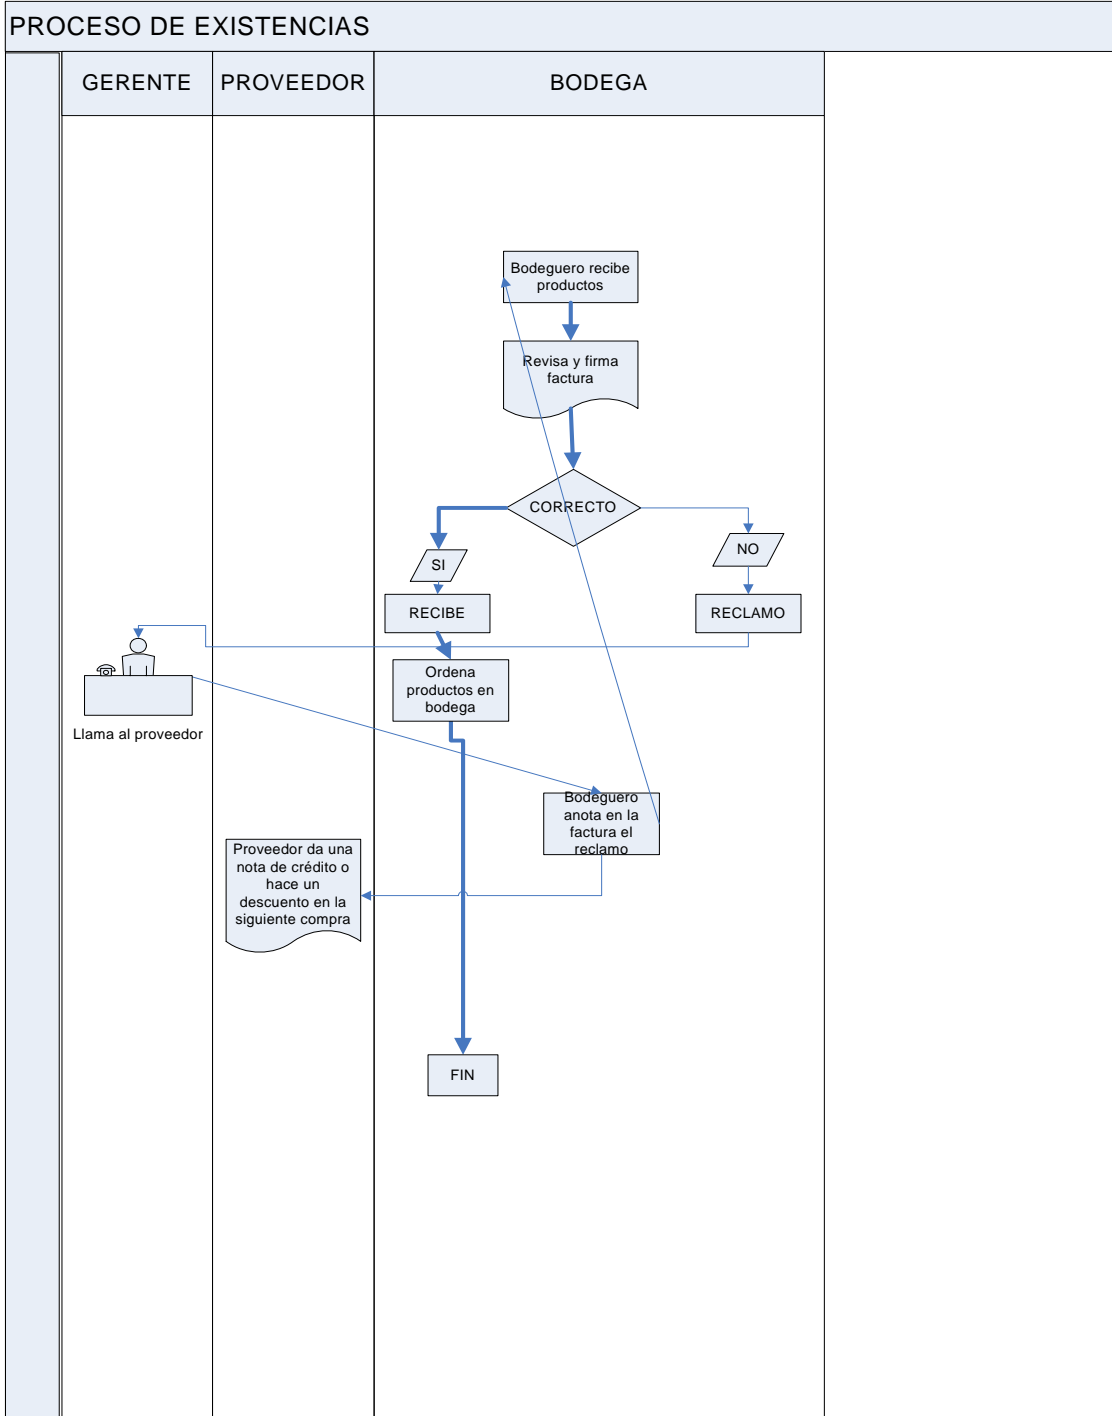 PROCESO DE EXISTENCIAS
GERENTE
PROVEEDOR
BODEGA
Bodeguero recibe
productos
Revisa y firma
factura
CORRECTO
SI
NO
RECIBE
RECLAMO
Ordena
productos en
bodega
Llama al proveedor
Bodeguero
anota en la
factura el
reclamo
Proveedor da una
nota de crédito o
hace un
descuento en la
siguiente compra
FIN